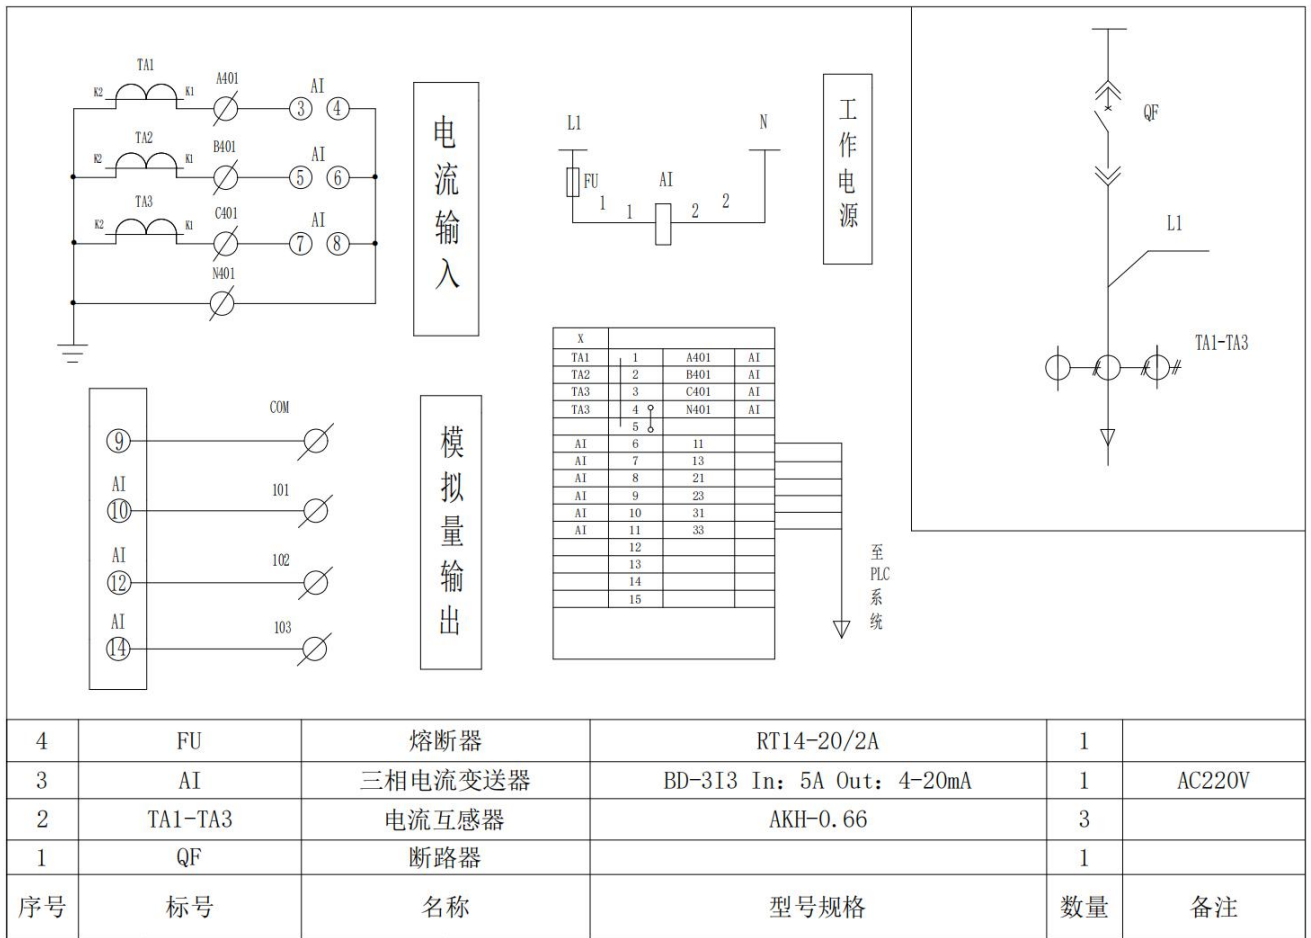 TA1
K2
K1
A401
AI
3
4
TA2
K2
K1
B401
AI
5
6
TA3
K2
K1
C401
AI
7
8
N401
电流输入
L1
N
FU
AI
1
1
2
2
工作电源
QF
L1
TA1-TA3
9
COM
AI
10
101
AI
12
102
AI
14
103
模拟量输出
X
TA1 1 A401 AI
TA2 2 B401 AI
TA3 3 C401 AI
TA3 4 N401 AI
5
AI 6 11
AI 7 13
AI 8 21
AI 9 23
AI 10 31
AI 11 33
12
13
14
15
至
PLC
系
统
4 FU 熔断器 RT14-20/2A 1
3 AI 三相电流变送器 BD-3I3 In: 5A Out: 4-20mA 1 AC220V
2 TA1-TA3 电流互感器 AKH-0.66 3
1 QF 断路器 1
序号 标号 名称 型号规格 数量 备注